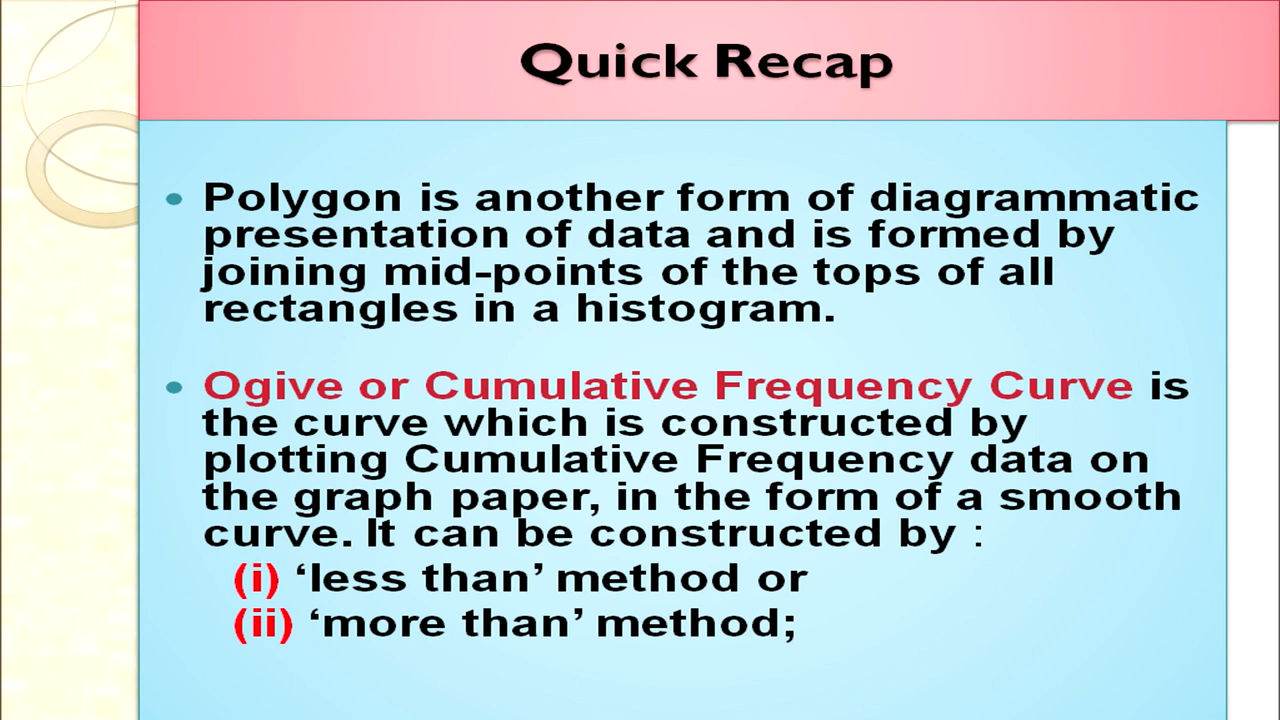 Quick Recap
• Polygon is another form of diagrammatic
presentation of data and is formed by
joining mid-points of the tops of all
rectangles in a histogram.
• Ogive or Cumulative Frequency Curve is
the curve which is constructed by
plotting Cumulative Frequency data on
the graph paper, in the form of a smooth
curve. It can be constructed by :
(i) ‘less than’ method or
(ii) ‘more than’ method;